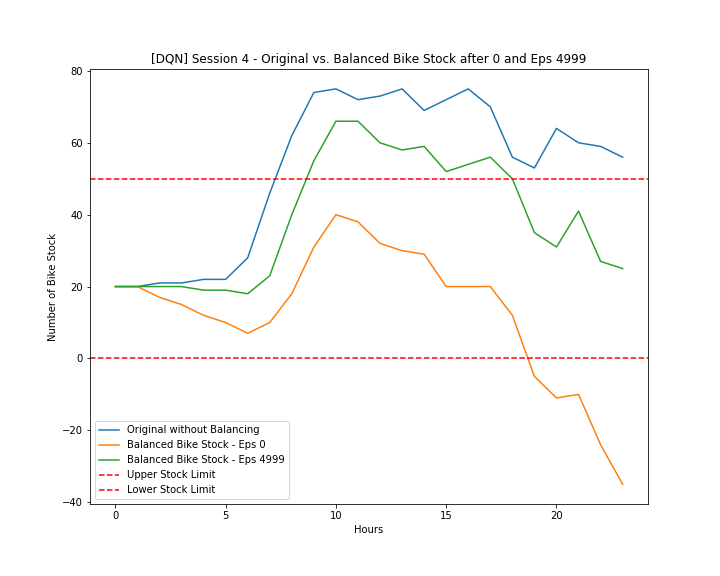 [DQN] Session 4 - Original vs. Balanced Bike Stock after 0 and Eps 4999
80
60
40
20
0
−20
−40
Number of Bike Stock
Original without Balancing
Balanced Bike Stock - Eps 0
Balanced Bike Stock - Eps 4999
Upper Stock Limit
Lower Stock Limit
0 5 10 15 20
Hours